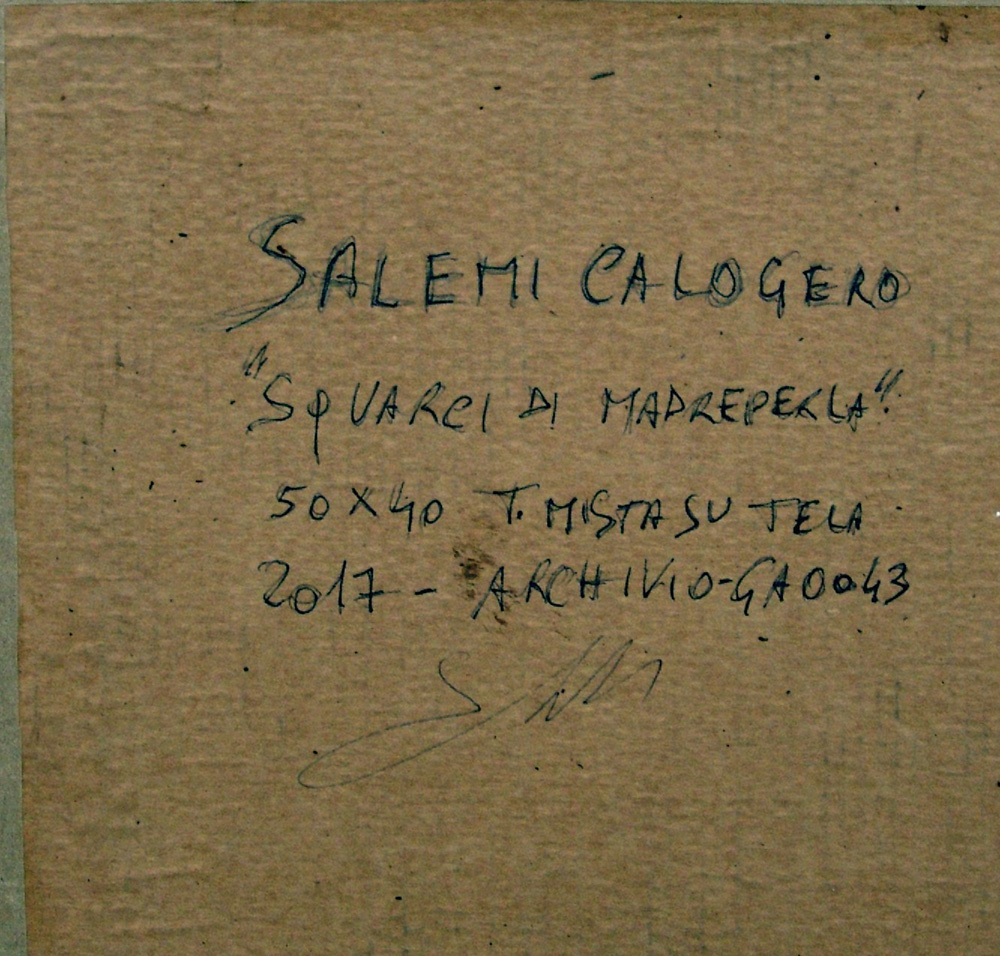 SALEMI CALOGERO
"SqUARCI DI MADREPERLA".
50X40 T. MISTA SU TELA
2017 - ARCHIVIO-GA0043